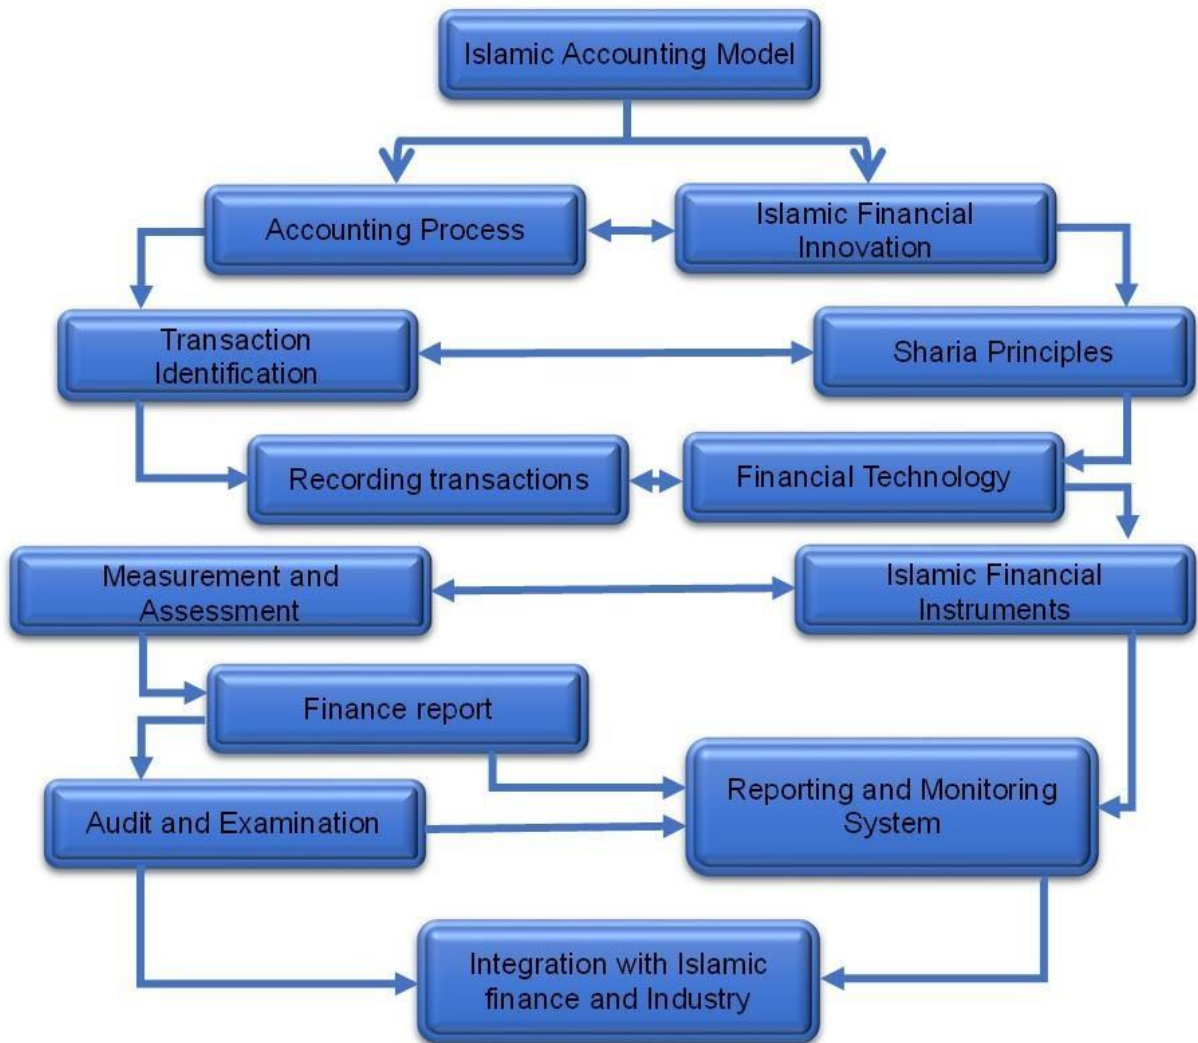 Islamic Accounting Model
Accounting Process
Islamic Financial
Innovation
Transaction
Identification
Sharia Principles
Recording transactions
Financial Technology
Measurement and
Assessment
Islamic Financial
Instruments
Finance report
Reporting and Monitoring
System
Audit and Examination
Integration with Islamic
finance and Industry